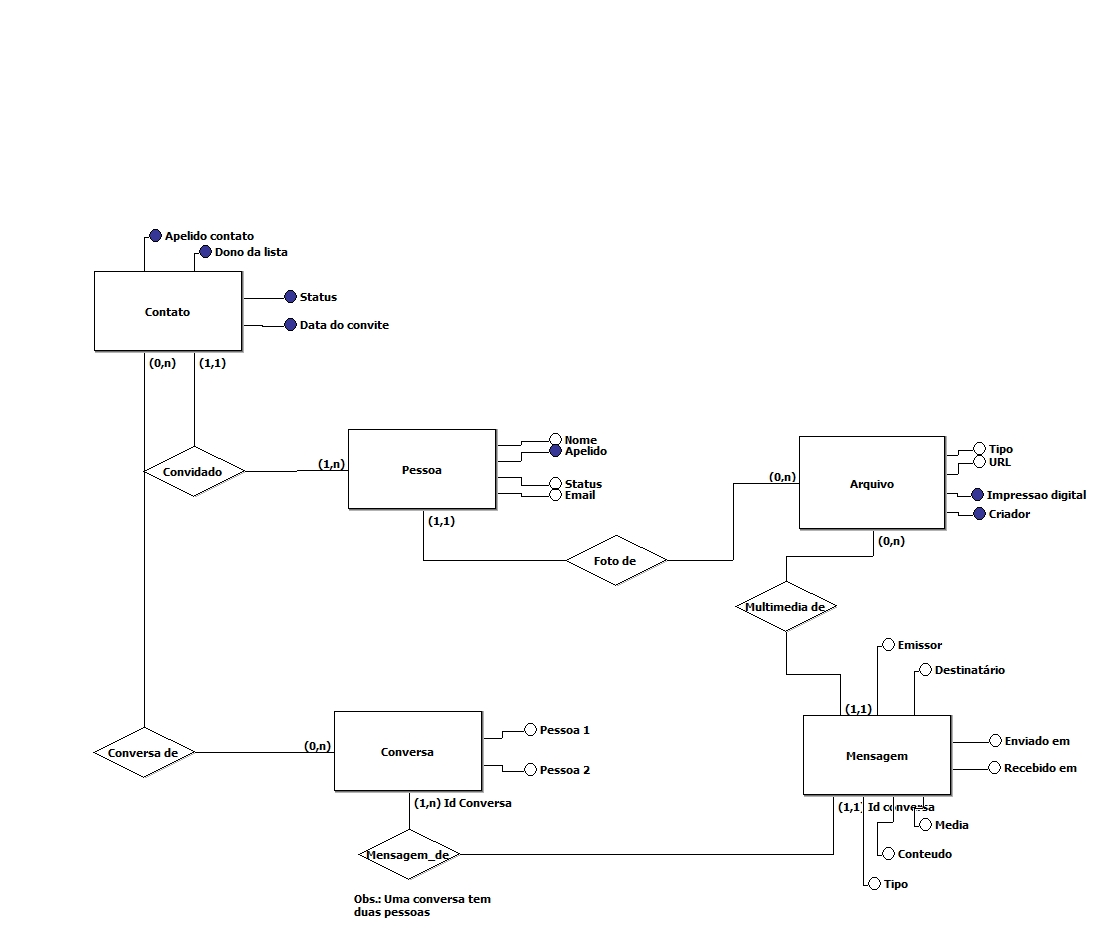 Apelido contato
Dono da lista
Contato
Status
Data do convite
(0,n)
(1,1)
Convidado
(1,n)
Pessoa
Nome
Apelido
Status
Email
(1,1)
Foto de
(0,n)
Arquivo
Tipo
URL
Impressao digital
Criador
(0,n)
Multimedia de
Emissor
Destinatário
(1,1)
Mensagem
Enviado em
Recebido em
Conversa de
(0,n)
Conversa
Pessoa 1
Pessoa 2
(1,n) Id Conversa
(1,1) Id conversa
Media
Conteudo
Tipo
Mensagem_de
Obs.: Uma conversa tem
duas pessoas